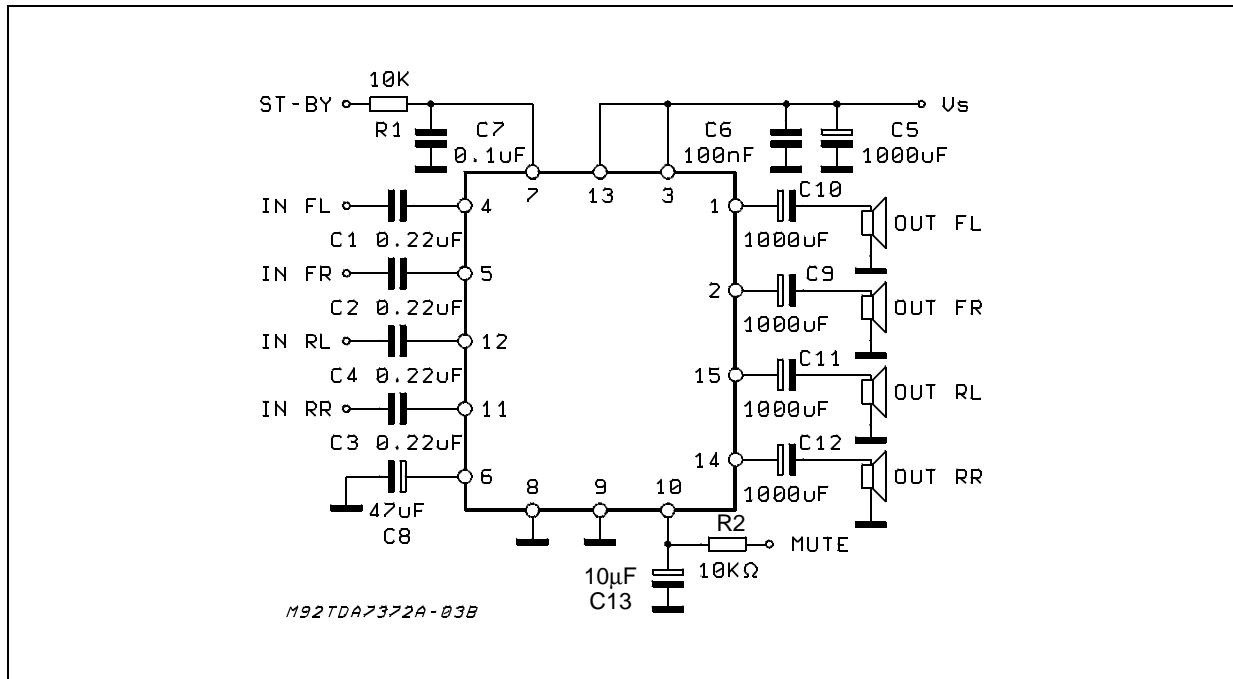 10K
ST-BY
R1
C7
0.1uF
C6
100nF
C5
1000uF
Vs
7
13
3
IN FL
4
C1 0.22uF
IN FR
5
C2 0.22uF
IN RL
12
C4 0.22uF
IN RR
11
C3 0.22uF
6
47uF
C8
8
9
10
1
C10
1000uF
OUT FL
2
C9
1000uF
OUT FR
15
C11
1000uF
OUT RL
14
C12
1000uF
OUT RR
R2
MUTE
10KΩ
10µF
C13
M92TDA7372A-03B